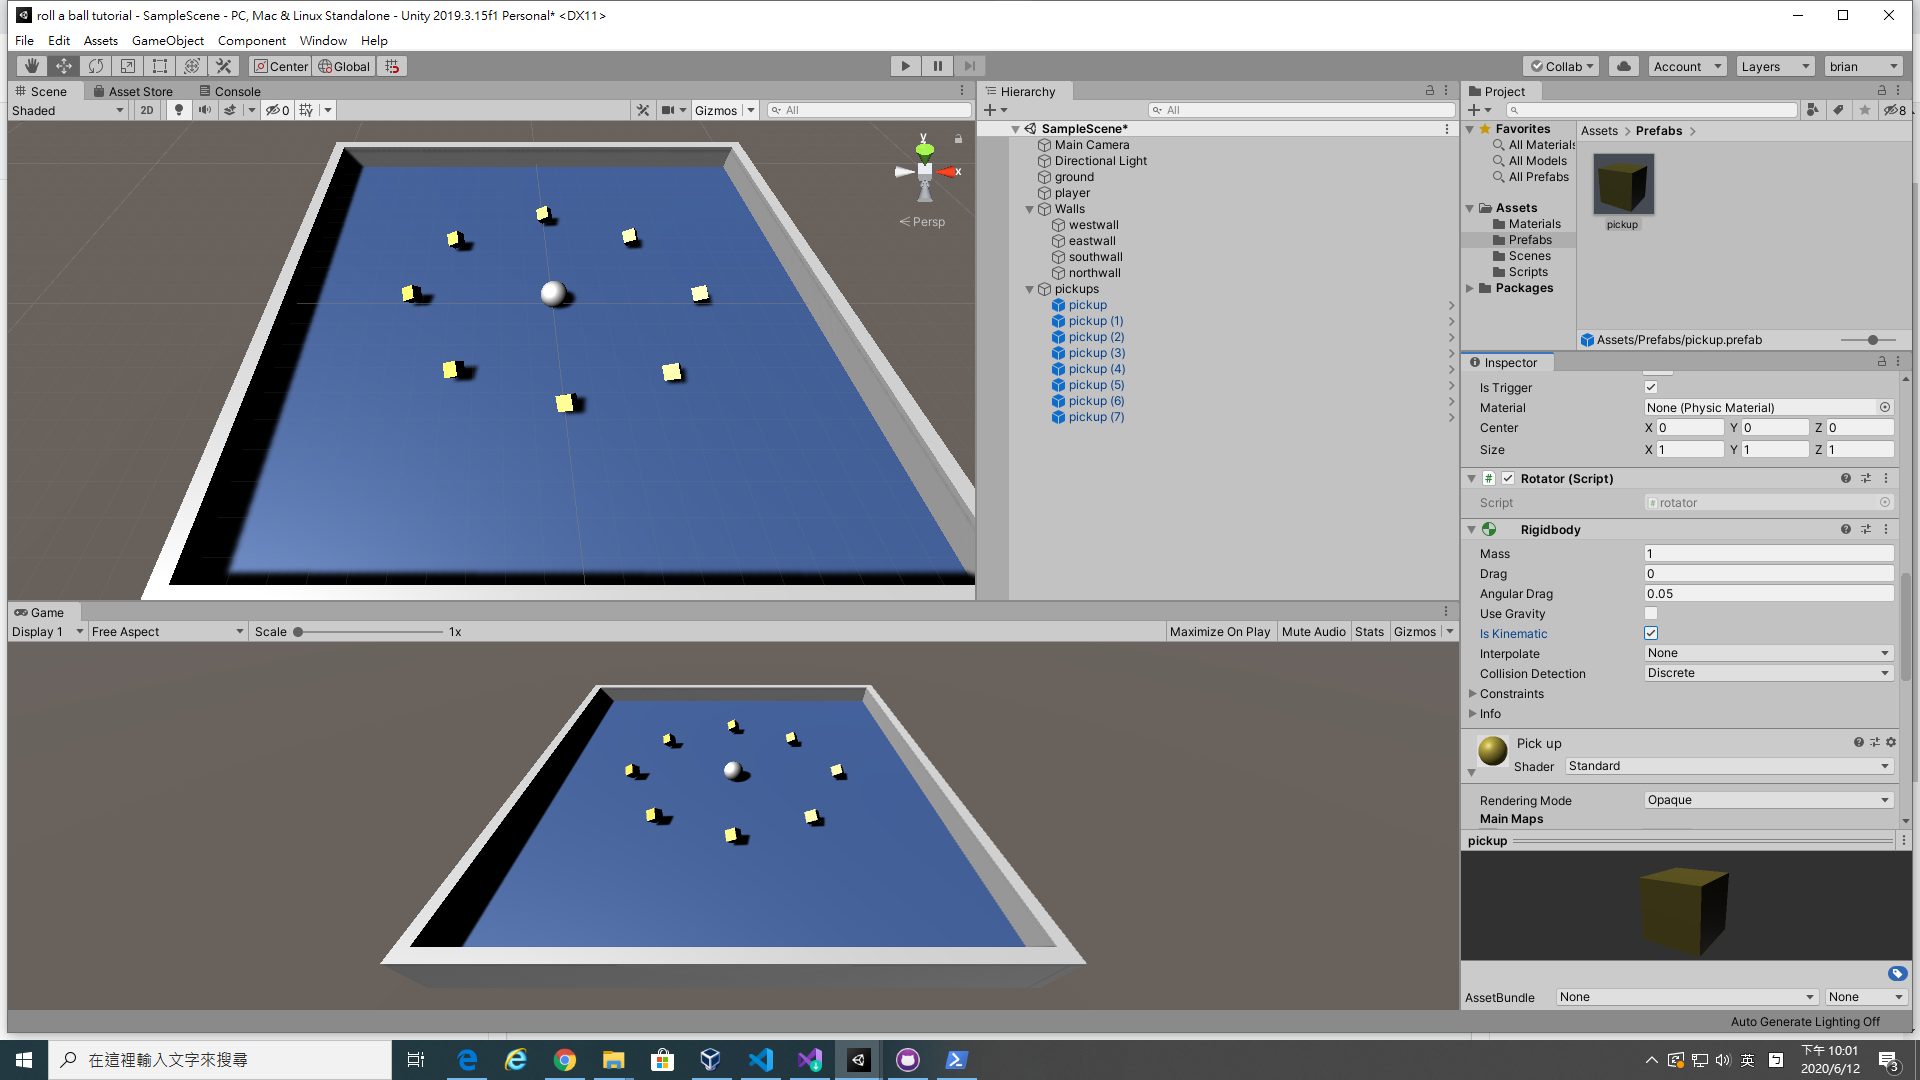 roll a ball tutorial - SampleScene - PC, Mac & Linux Standalone - Unity 2019.3.15f1 Personal* <DX11>
File Edit Assets GameObject Component Window Help
Center Global
Collab Account Layers brian
Scene Asset Store Console
Shaded 2D 0 Gizmos All
y
x
Persp
Hierarchy
All
SampleScene*
Main Camera
Directional Light
ground
player
Walls
westwall
eastwall
southwall
northwall
pickups
pickup
pickup (1)
pickup (2)
pickup (3)
pickup (4)
pickup (5)
pickup (6)
pickup (7)
Project
8
Favorites
All Materials
All Models
All Prefabs
Assets
Materials
Prefabs
Scenes
Scripts
Packages
Assets > Prefabs >
pickup
Assets/Prefabs/pickup.prefab
Inspector
Is Trigger
Material None (Physic Material)
Center X 0 Y 0 Z 0
Size X 1 Y 1 Z 1
# Rotator (Script)
Script rotator
Rigidbody
Mass 1
Drag 0
Angular Drag 0.05
Use Gravity
Is Kinematic
Interpolate None
Collision Detection Discrete
Constraints
Info
Pick up
Shader Standard
Rendering Mode Opaque
Main Maps
pickup
AssetBundle None None
Auto Generate Lighting Off
Game
Display 1 Free Aspect Scale 1x Maximize On Play Mute Audio Stats Gizmos
在這裡輸入文字來搜尋
英
下午 10:01
2020/6/12
3